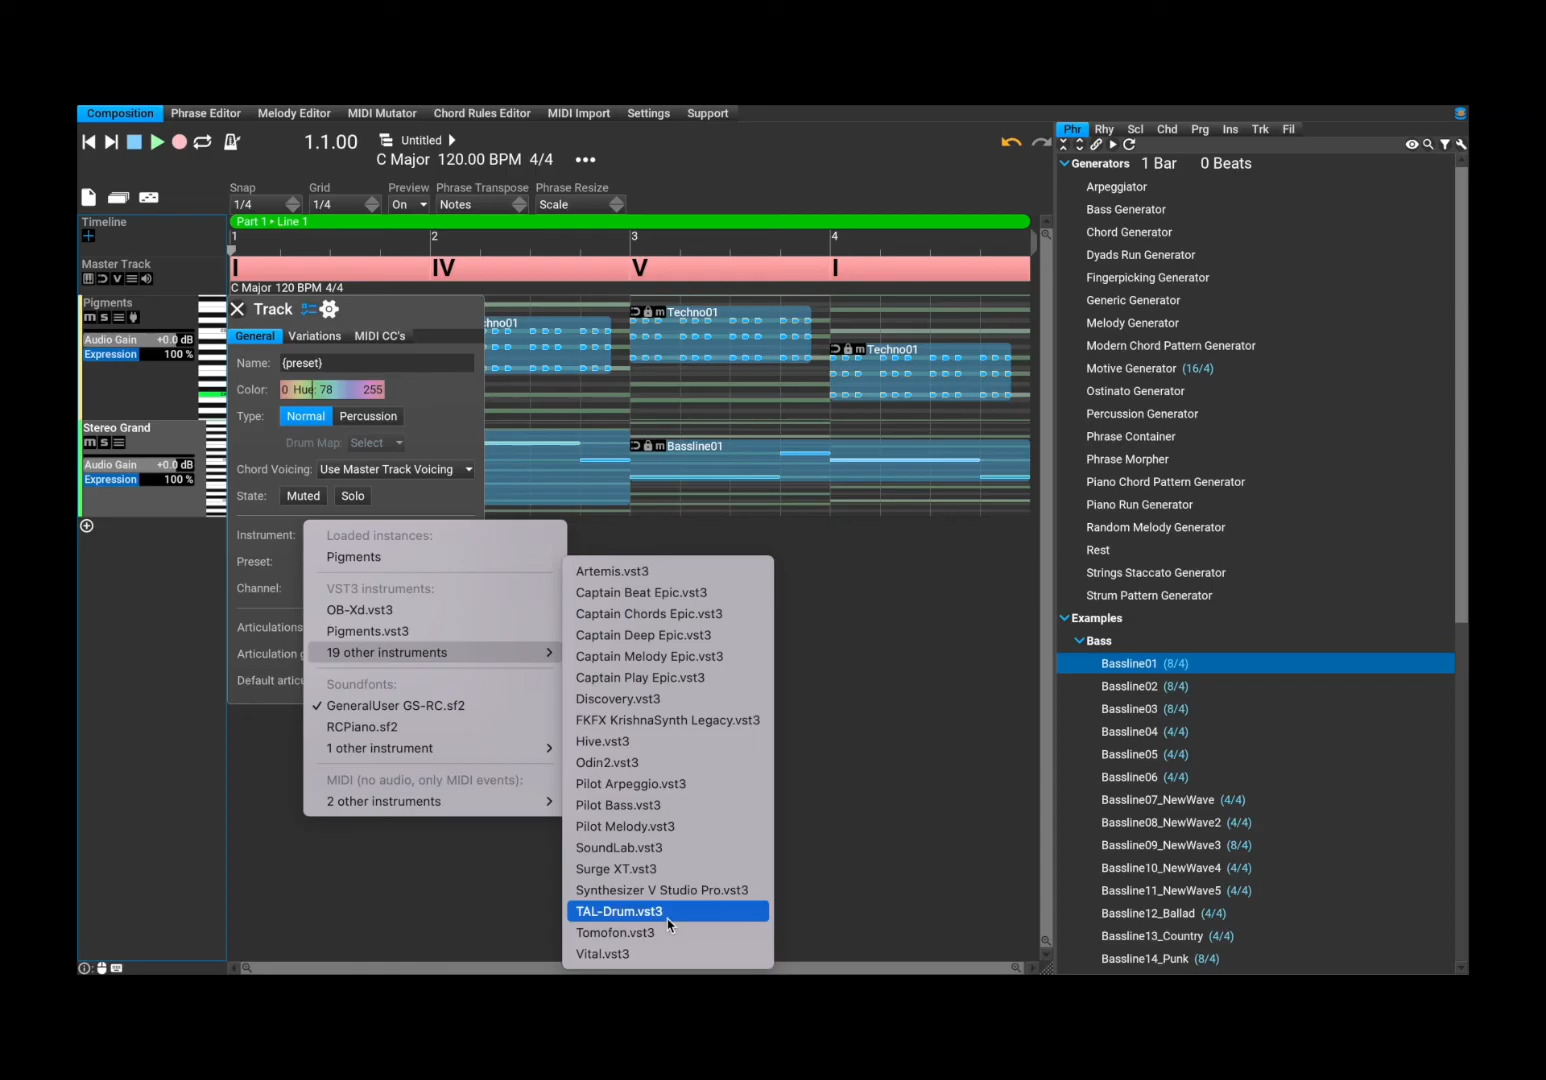 Composition Phrase Editor Melody Editor MIDI Mutator Chord Rules Editor MIDI Import Settings Support
1.1.00 Untitled
C Major 120.00 BPM 4/4
Snap Grid Preview Phrase Transpose Phrase Resize
1/4 1/4 On Notes Scale
Timeline
Part 1 Line 1
1 2 3 4
Master Track
I IV V I
C Major 120 BPM 4/4
Pigments
m s
Audio Gain +0.0 dB
Expression 100 %
Stereo Grand
m s
Audio Gain +0.0 dB
Expression 100 %
Track
General Variations MIDI CC's
Name: {preset}
Color: 0 Hue: 78 255
Type: Normal Percussion
Drum Map: Select
Chord Voicing: Use Master Track Voicing
State: Muted Solo
Instrument:
Preset:
Channel:
Articulations
Articulation g
Default articu
hno01
m Techno01
m Techno01
m Bassline01
Loaded instances:
Pigments
VST3 instruments:
OB-Xd.vst3
Pigments.vst3
19 other instruments
Soundfonts:
GeneralUser GS-RC.sf2
RCPiano.sf2
1 other instrument
MIDI (no audio, only MIDI events):
2 other instruments
Artemis.vst3
Captain Beat Epic.vst3
Captain Chords Epic.vst3
Captain Deep Epic.vst3
Captain Melody Epic.vst3
Captain Play Epic.vst3
Discovery.vst3
FKFX KrishnaSynth Legacy.vst3
Hive.vst3
Odin2.vst3
Pilot Arpeggio.vst3
Pilot Bass.vst3
Pilot Melody.vst3
SoundLab.vst3
Surge XT.vst3
Synthesizer V Studio Pro.vst3
TAL-Drum.vst3
Tomofon.vst3
Vital.vst3
Phr Rhy Scl Chd Prg Ins Trk Fil
Generators 1 Bar 0 Beats
Arpeggiator
Bass Generator
Chord Generator
Dyads Run Generator
Fingerpicking Generator
Generic Generator
Melody Generator
Modern Chord Pattern Generator
Motive Generator (16/4)
Ostinato Generator
Percussion Generator
Phrase Container
Phrase Morpher
Piano Chord Pattern Generator
Piano Run Generator
Random Melody Generator
Rest
Strings Staccato Generator
Strum Pattern Generator
Examples
Bass
Bassline01 (8/4)
Bassline02 (8/4)
Bassline03 (8/4)
Bassline04 (4/4)
Bassline05 (4/4)
Bassline06 (4/4)
Bassline07_NewWave (4/4)
Bassline08_NewWave2 (4/4)
Bassline09_NewWave3 (8/4)
Bassline10_NewWave4 (4/4)
Bassline11_NewWave5 (4/4)
Bassline12_Ballad (4/4)
Bassline13_Country (4/4)
Bassline14_Punk (8/4)